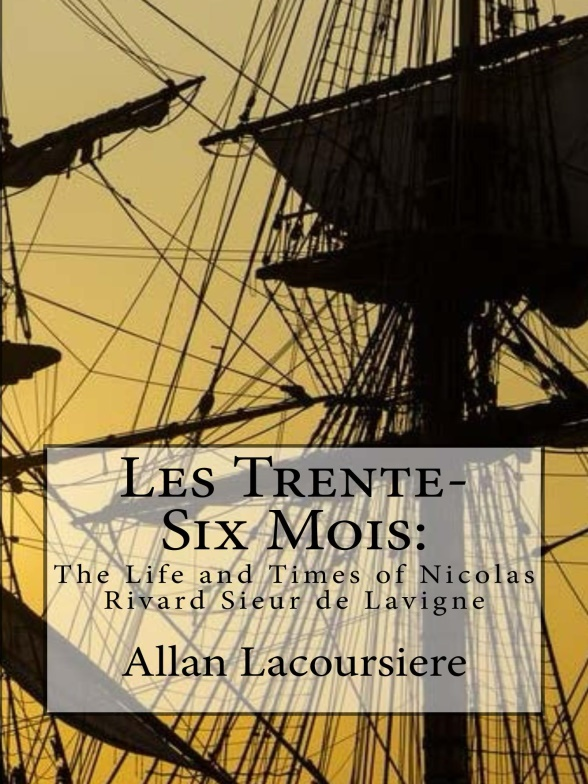 Les Trente-
Six Mois:
The Life and Times of Nicolas
Rivard Sieur de Lavigne
Allan Lacoursiere